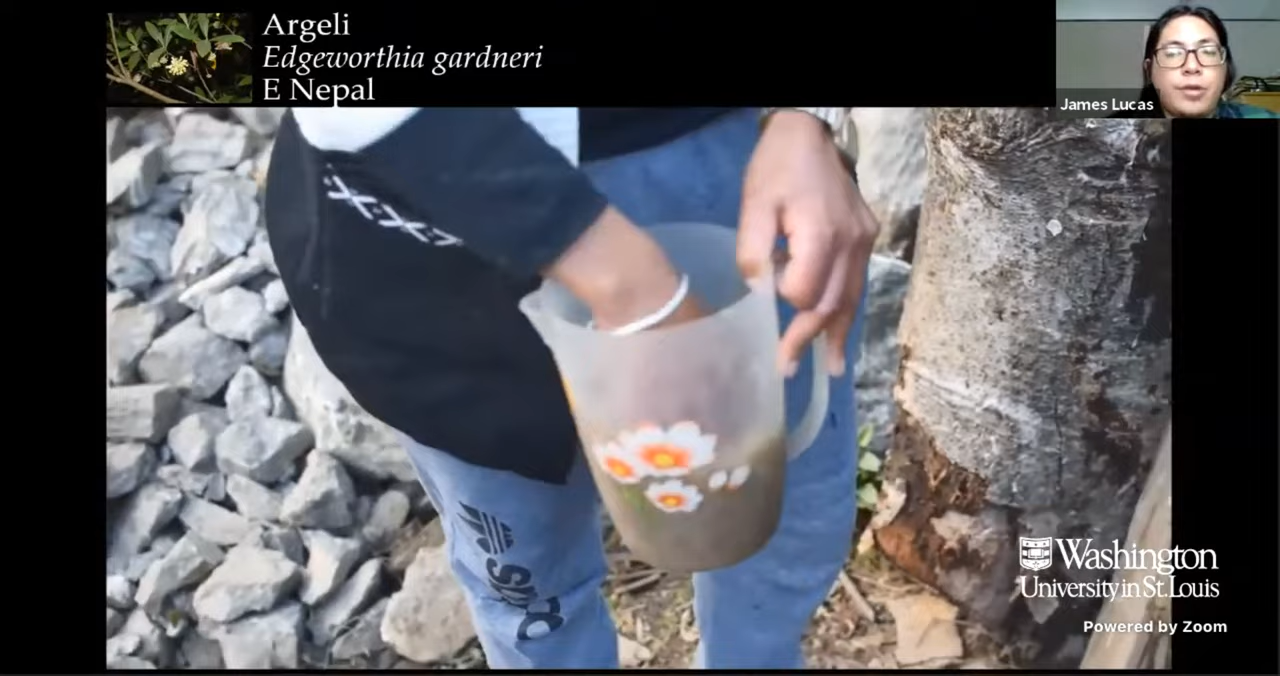 Argeli
Edgeworthia gardneri
E Nepal
James Lucas
Washington
University in St. Louis
Powered by Zoom